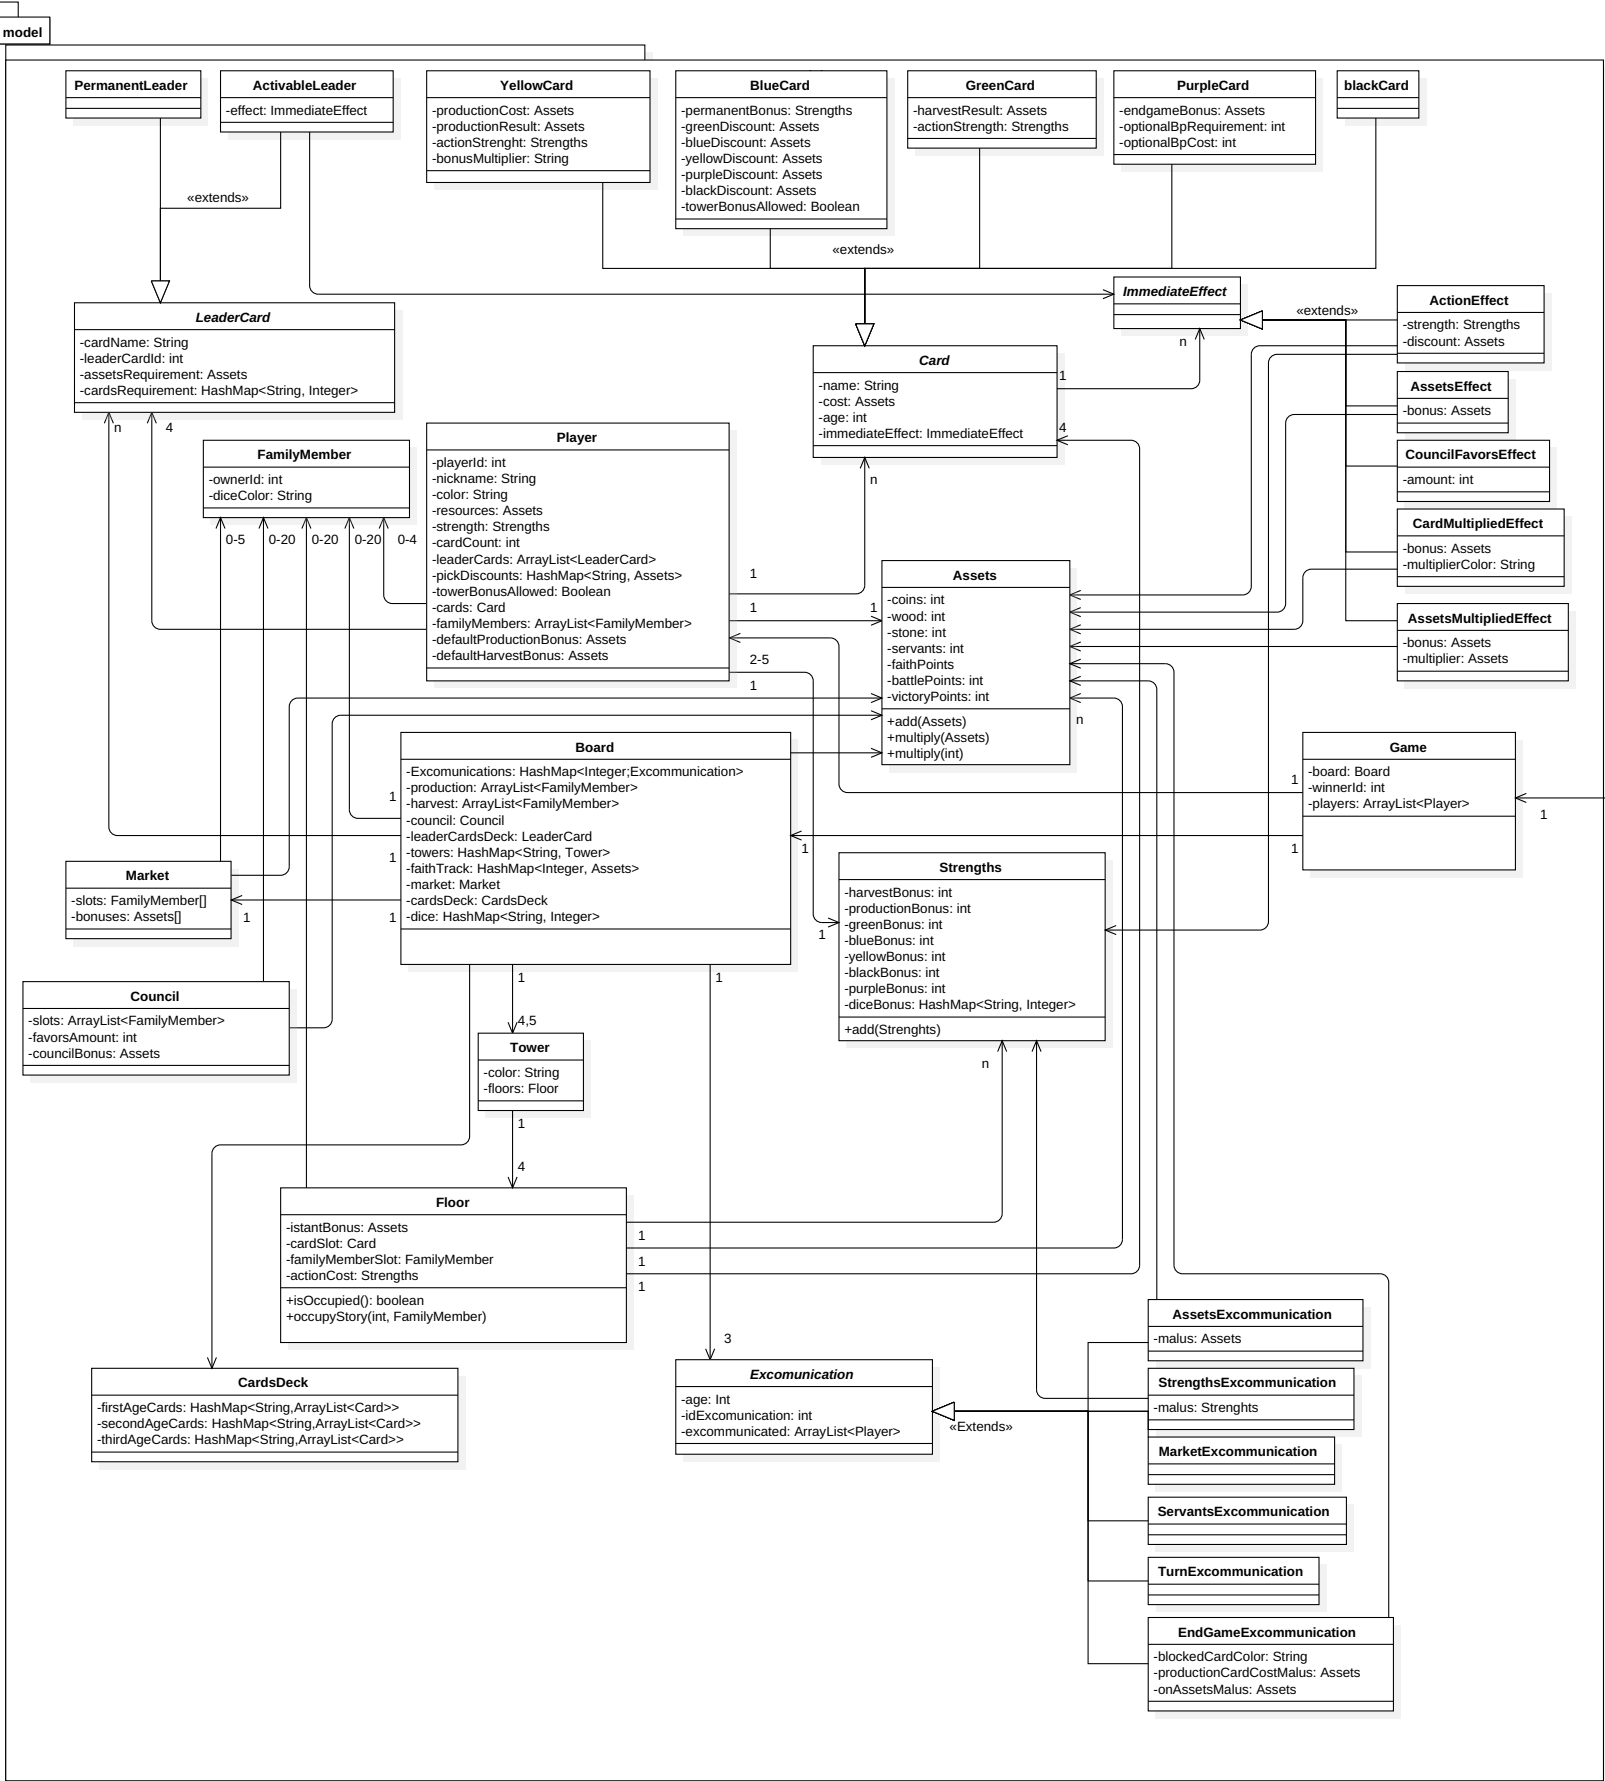 model
PermanentLeader
ActivableLeader
-effect: ImmediateEffect
YellowCard
-productionCost: Assets
-productionResult: Assets
-actionStrenght: Strengths
-bonusMultiplier: String
BlueCard
-permanentBonus: Strengths
-greenDiscount: Assets
-blueDiscount: Assets
-yellowDiscount: Assets
-purpleDiscount: Assets
-blackDiscount: Assets
-towerBonusAllowed: Boolean
GreenCard
-harvestResult: Assets
-actionStrength: Strengths
PurpleCard
-endgameBonus: Assets
-optionalBpRequirement: int
-optionalBpCost: int
blackCard
«extends»
«extends»
LeaderCard
-cardName: String
-leaderCardId: int
-assetsRequirement: Assets
-cardsRequirement: HashMap<String, Integer>
n
4
ImmediateEffect
n
«extends»
ActionEffect
-strength: Strengths
-discount: Assets
Card
-name: String
-cost: Assets
-age: int
-immediateEffect: ImmediateEffect
1
4
n
AssetsEffect
-bonus: Assets
CouncilFavorsEffect
-amount: int
CardMultipliedEffect
-bonus: Assets
-multiplierColor: String
AssetsMultipliedEffect
-bonus: Assets
-multiplier: Assets
FamilyMember
-ownerId: int
-diceColor: String
0-5
0-20
0-20
0-20
0-4
Player
-playerId: int
-nickname: String
-color: String
-resources: Assets
-strength: Strengths
-cardCount: int
-leaderCards: ArrayList<LeaderCard>
-pickDiscounts: HashMap<String, Assets>
-towerBonusAllowed: Boolean
-cards: Card
-familyMembers: ArrayList<FamilyMember>
-defaultProductionBonus: Assets
-defaultHarvestBonus: Assets
1
1
1
2-5
1
Assets
-coins: int
-wood: int
-stone: int
-servants: int
-faithPoints
-battlePoints: int
-victoryPoints: int
+add(Assets)
+multiply(Assets)
+multiply(int)
n
Board
-Excomunications: HashMap<Integer;Excommunication>
-production: ArrayList<FamilyMember>
-harvest: ArrayList<FamilyMember>
-council: Council
-leaderCardsDeck: LeaderCard
-towers: HashMap<String, Tower>
-faithTrack: HashMap<Integer, Assets>
-market: Market
-cardsDeck: CardsDeck
-dice: HashMap<String, Integer>
1
1
1
1
Game
-board: Board
-winnerId: int
-players: ArrayList<Player>
1
1
1
Market
-slots: FamilyMember[]
-bonuses: Assets[]
1
Strengths
-harvestBonus: int
-productionBonus: int
-greenBonus: int
-blueBonus: int
-yellowBonus: int
-blackBonus: int
-purpleBonus: int
-diceBonus: HashMap<String, Integer>
+add(Strenghts)
1
n
Council
-slots: ArrayList<FamilyMember>
-favorsAmount: int
-councilBonus: Assets
1
1
4,5
Tower
-color: String
-floors: Floor
1
4
Floor
-istantBonus: Assets
-cardSlot: Card
-familyMemberSlot: FamilyMember
-actionCost: Strengths
+isOccupied(): boolean
+occupyStory(int, FamilyMember)
1
1
1
3
CardsDeck
-firstAgeCards: HashMap<String,ArrayList<Card>>
-secondAgeCards: HashMap<String,ArrayList<Card>>
-thirdAgeCards: HashMap<String,ArrayList<Card>>
Excomunication
-age: Int
-idExcomunication: int
-excommunicated: ArrayList<Player>
«Extends»
AssetsExcommunication
-malus: Assets
StrengthsExcommunication
-malus: Strenghts
MarketExcommunication
ServantsExcommunication
TurnExcommunication
EndGameExcommunication
-blockedCardColor: String
-productionCardCostMalus: Assets
-onAssetsMalus: Assets